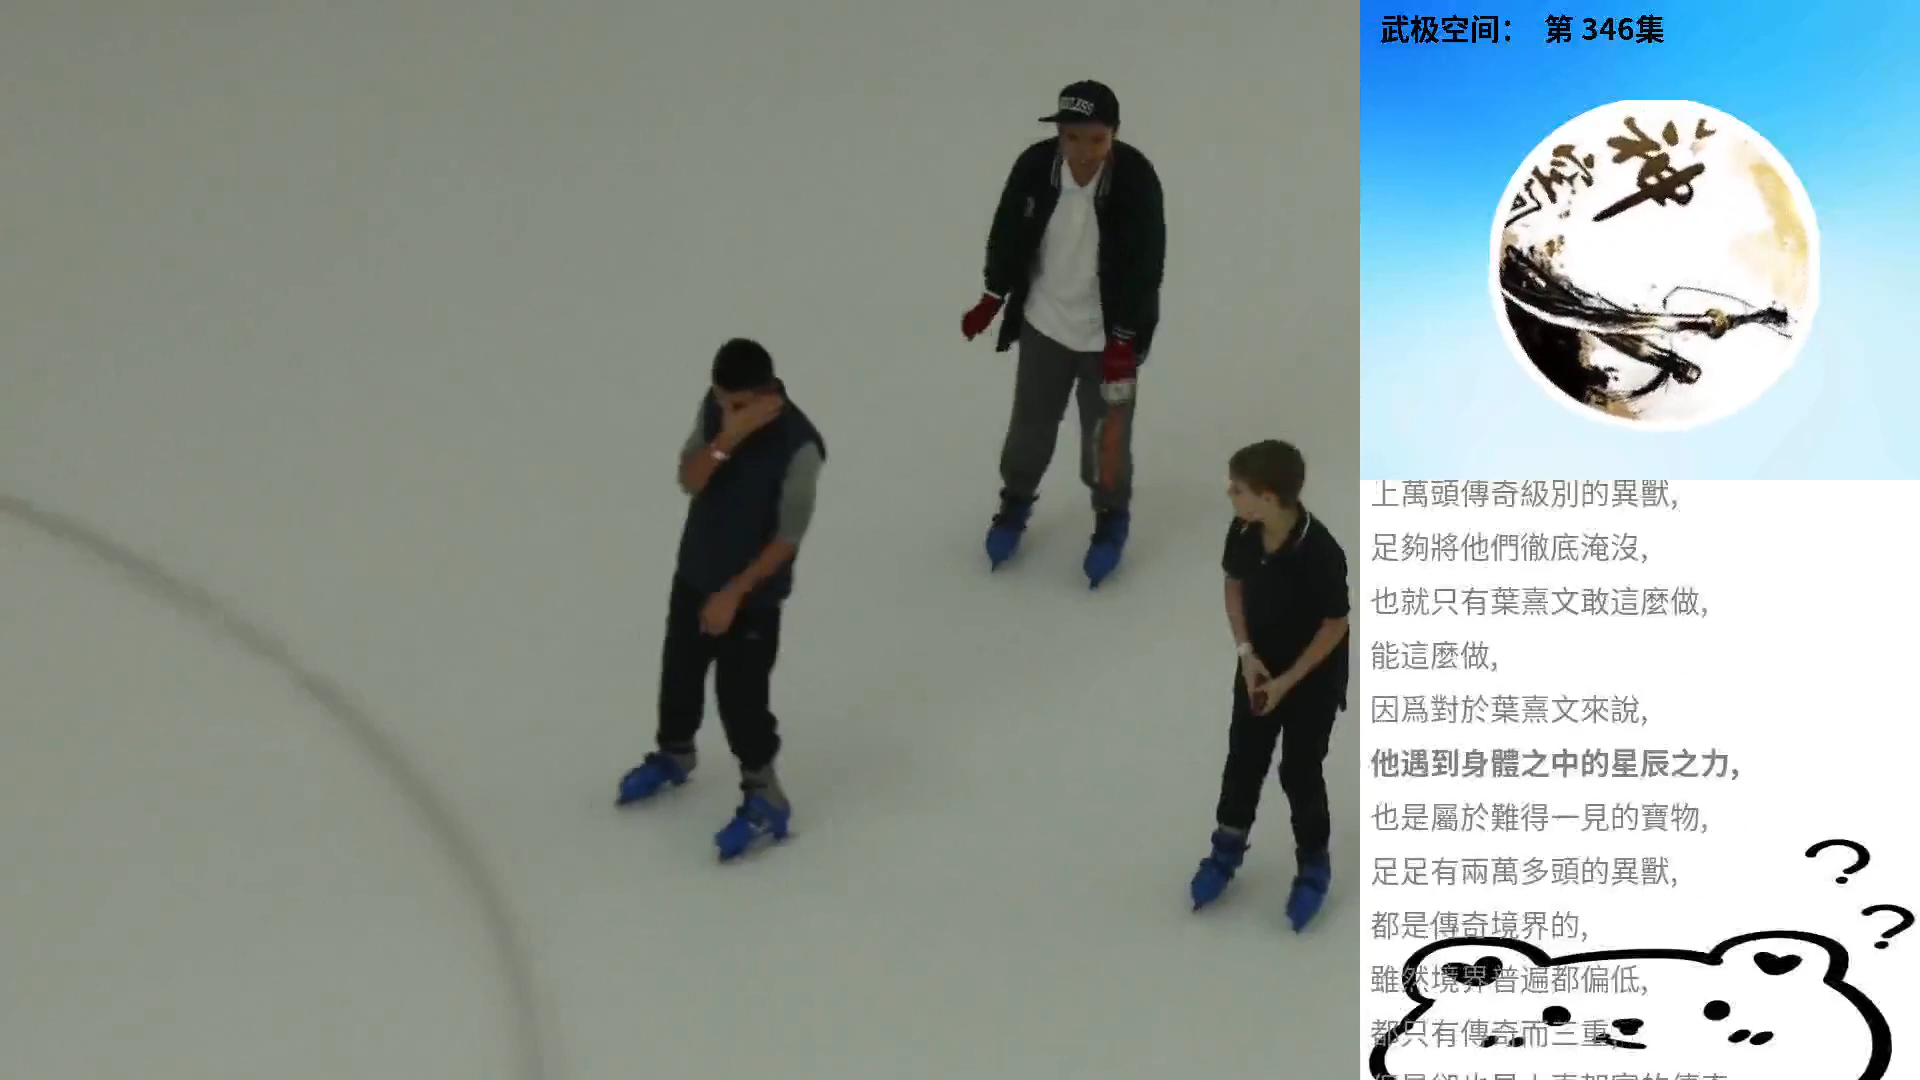 武极空间： 第 346集
神
空间
上萬頭傳奇級別的異獸,
足夠將他們徹底淹沒,
也就只有葉熹文敢這麼做,
能這麼做,
因爲對於葉熹文來說,
他遇到身體之中的星辰之力,
也是屬於難得一見的寶物,
足足有兩萬多頭的異獸,
都是傳奇境界的,
雖然境界普遍都偏低,
都只有傳奇而三重,